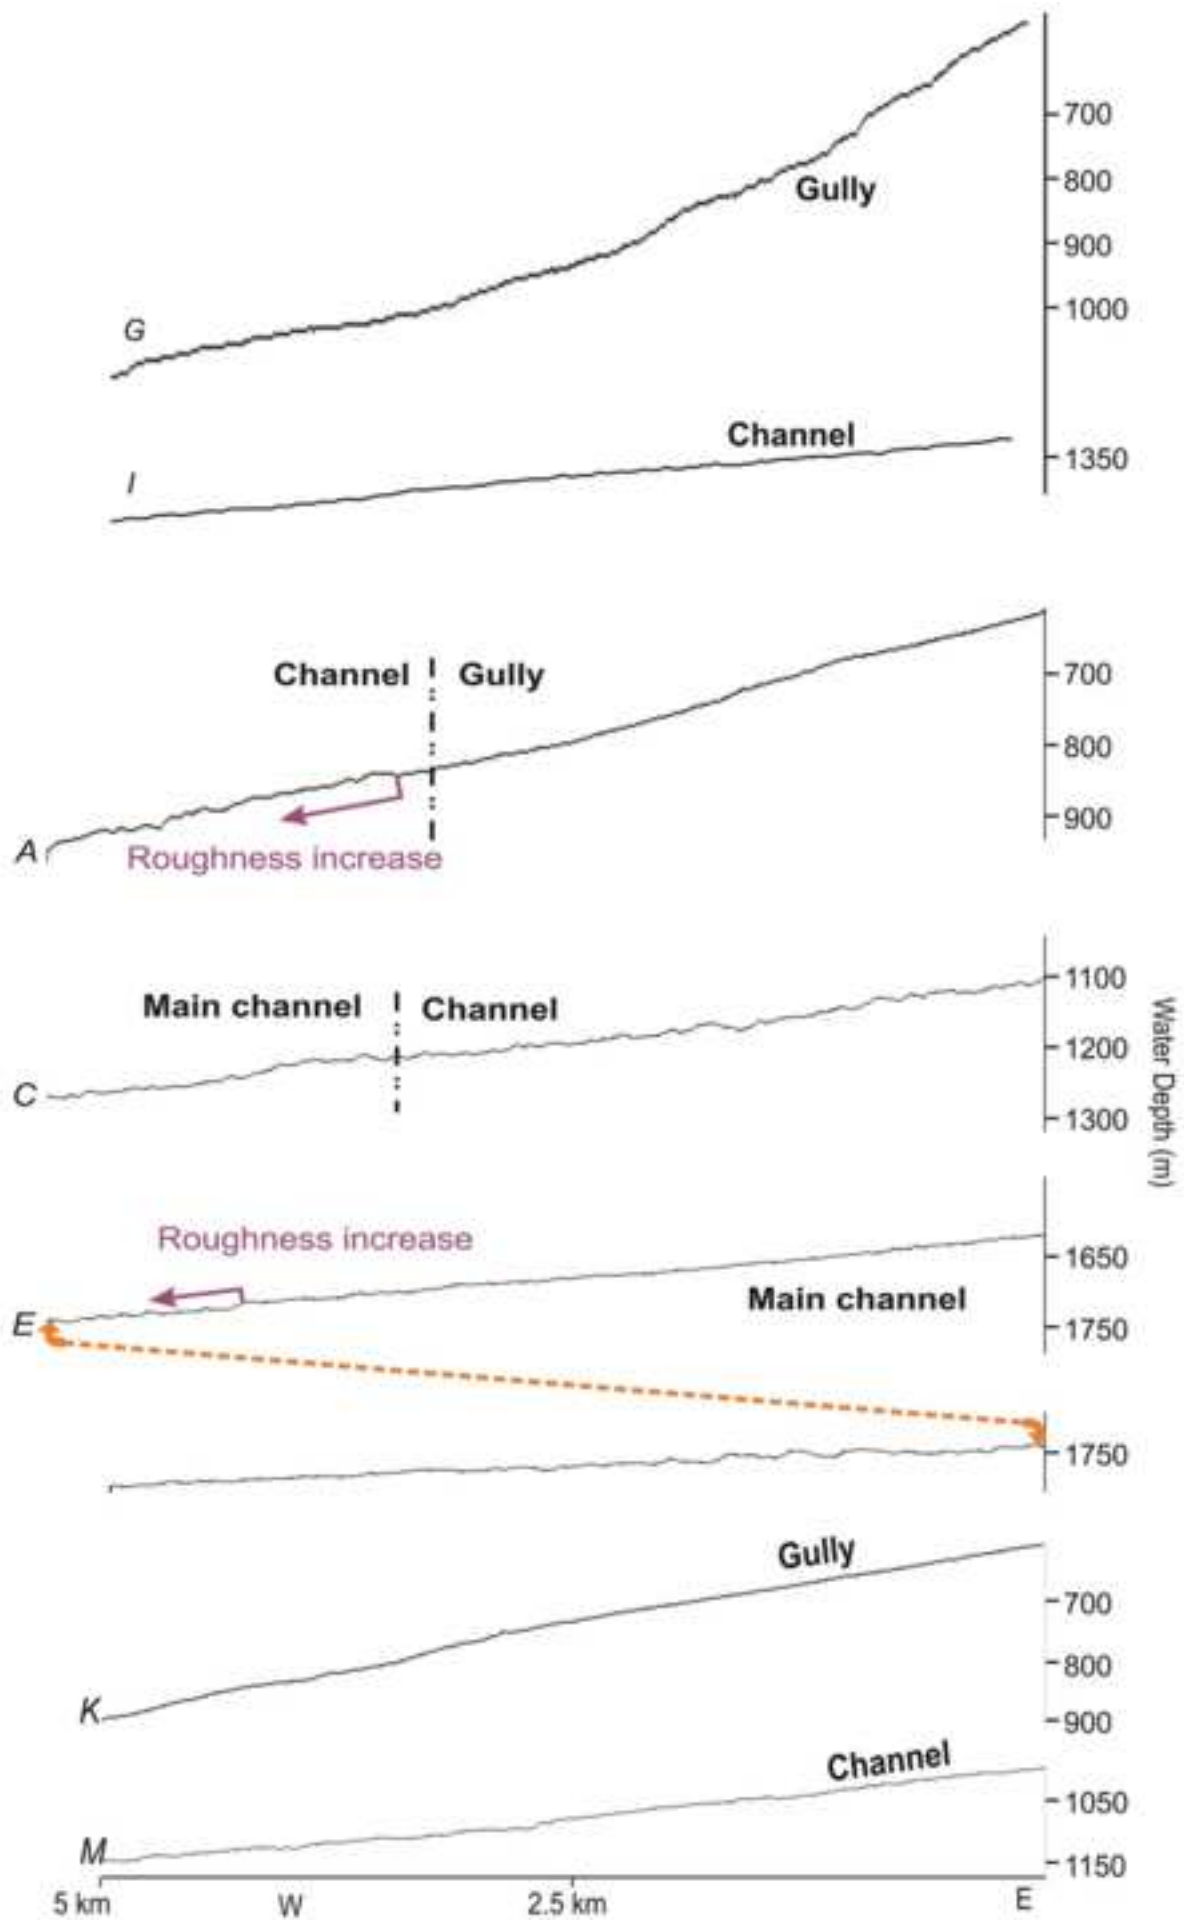 700
800
Gully
900
G
1000
Channel
1350
I
Channel
Gully
700
800
900
A
Roughness increase
1100
Main channel
Channel
1200
C
1300
Water Depth (m)
Roughness increase
1650
Main channel
E
1750
1750
Gully
700
800
K
900
Channel
1050
M
1150
5 km
W
2.5 km
E